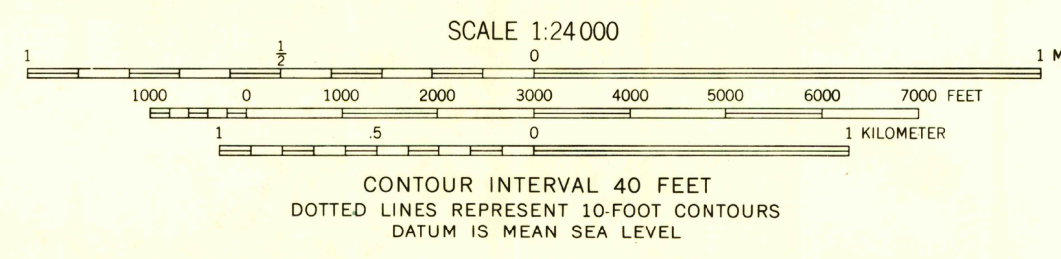 SCALE 1:24 000
1 ½ 0 1 M
1000 0 1000 2000 3000 4000 5000 6000 7000 FEET
1 .5 0 1 KILOMETER
CONTOUR INTERVAL 40 FEET
DOTTED LINES REPRESENT 10-FOOT CONTOURS
DATUM IS MEAN SEA LEVEL